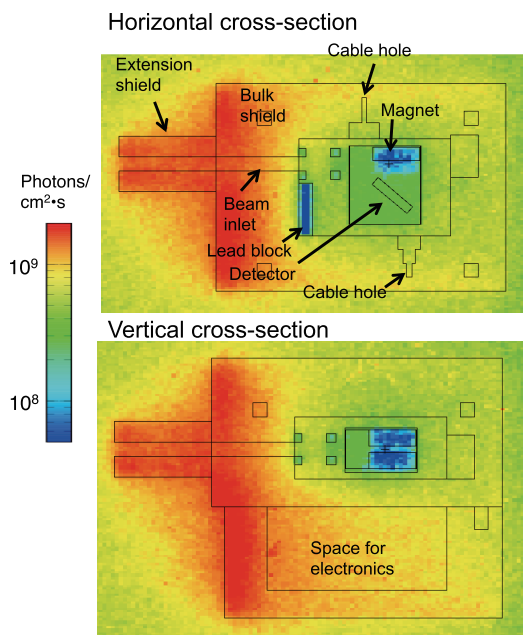 Horizontal cross-section
Cable hole
Extension
shield
Bulk
shield
Magnet
Photons/
cm²•s
Beam
inlet
Lead block
Detector
Cable hole
10⁹
10⁸
Vertical cross-section
Space for
electronics